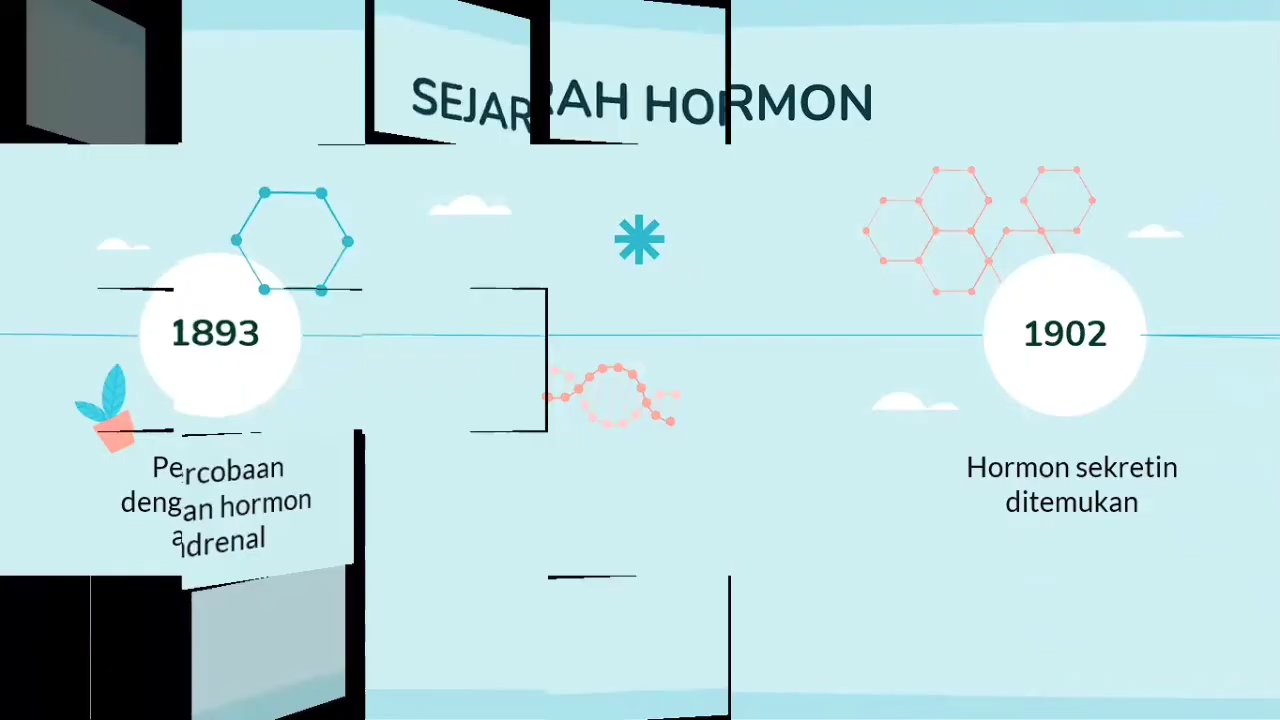 SEJARAH HORMON
1893
1902
Percobaan
dengan hormon
adrenal
Hormon sekretin
ditemukan